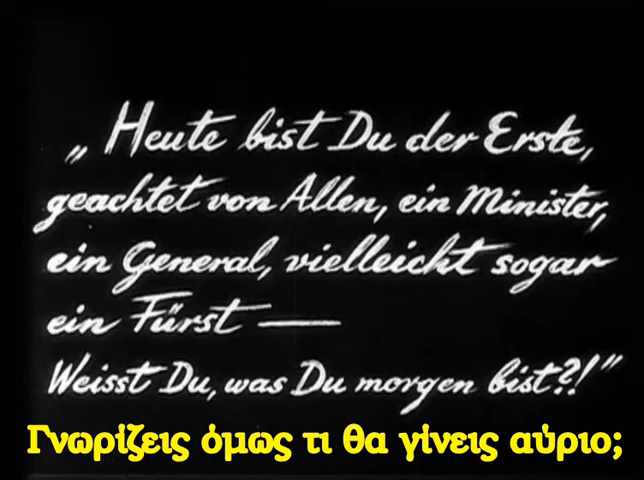 „Heute bist Du der Erste,
geachtet von Allen, ein Minister,
ein General, vielleicht sogar
ein Fürst —
Weisst Du, was Du morgen bist?!"
Γνωρίζεις όμως τι θα γίνεις αύριο;